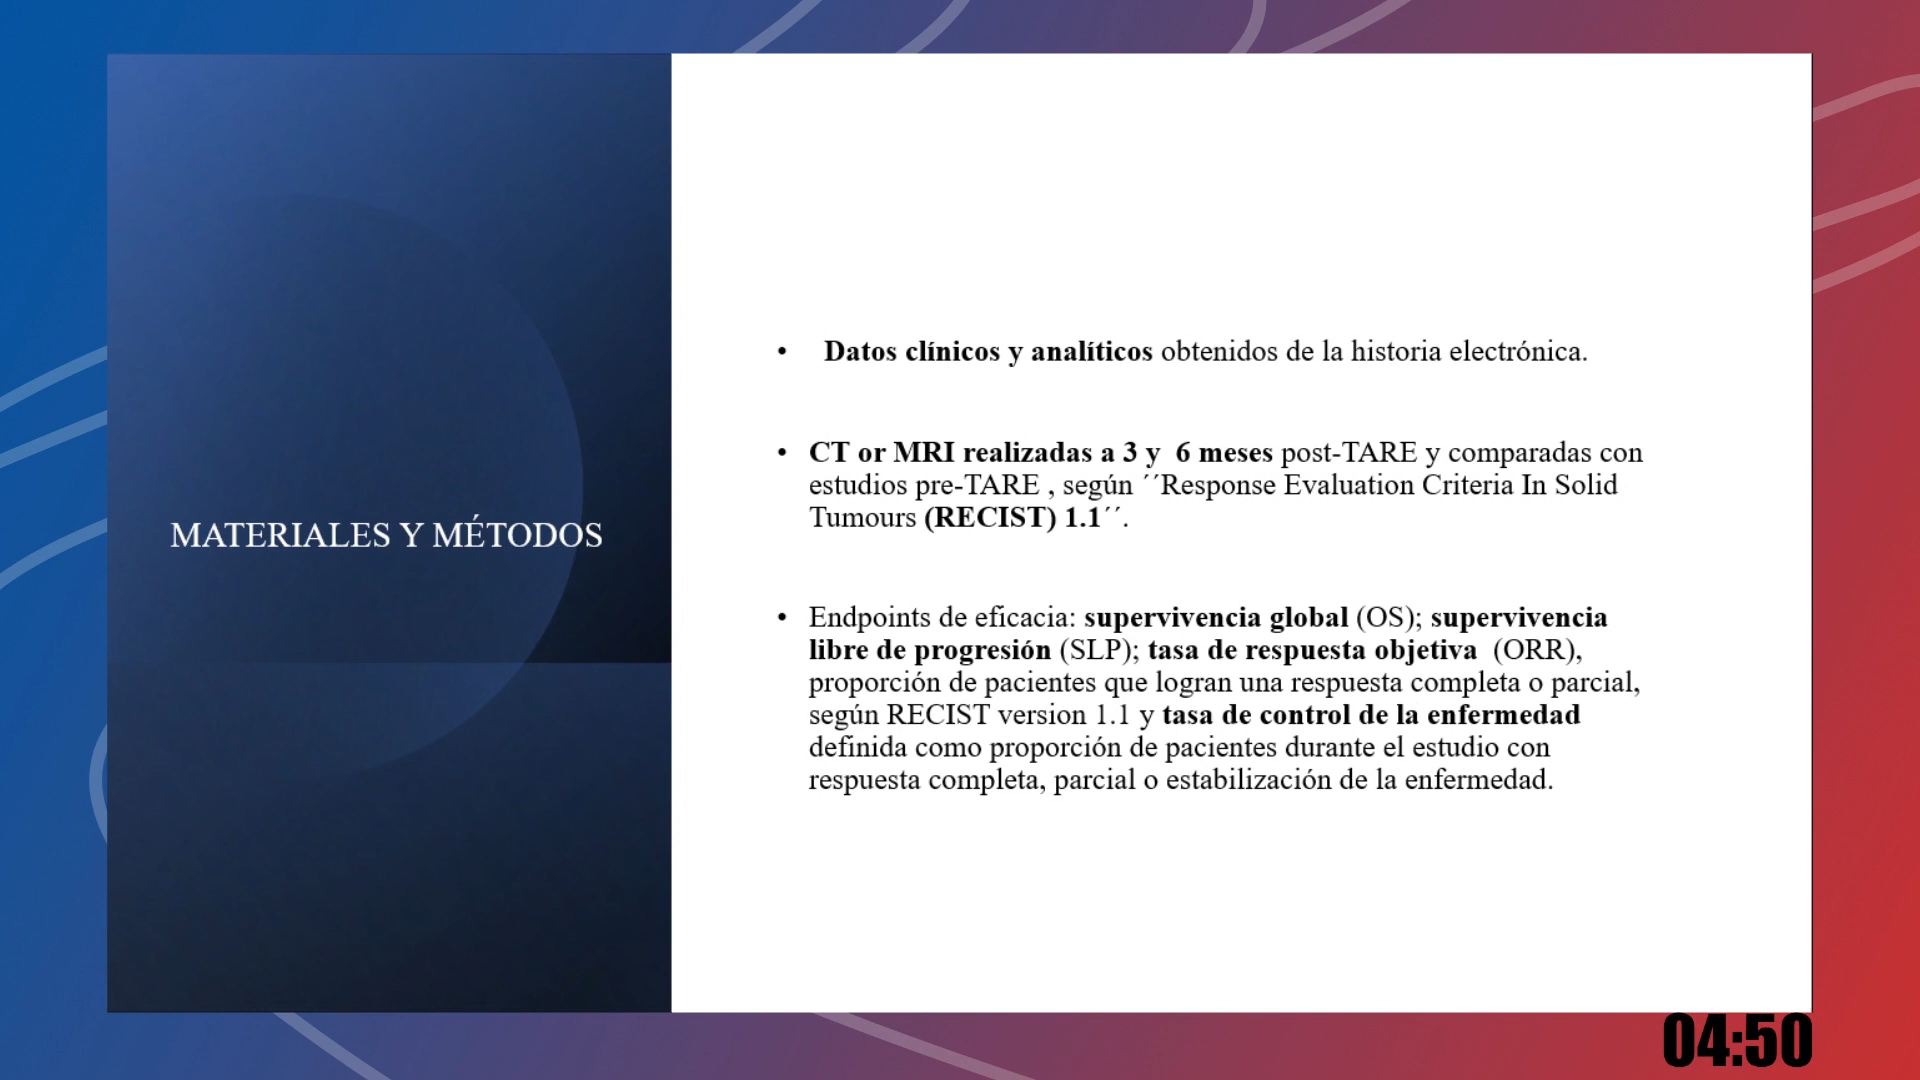 MATERIALES Y MÉTODOS
• Datos clínicos y analíticos obtenidos de la historia electrónica.
• CT or MRI realizadas a 3 y  6 meses post-TARE y comparadas con
estudios pre-TARE , según ´´Response Evaluation Criteria In Solid
Tumours (RECIST) 1.1´´.
• Endpoints de eficacia: supervivencia global (OS); supervivencia
libre de progresión (SLP); tasa de respuesta objetiva  (ORR),
proporción de pacientes que logran una respuesta completa o parcial,
según RECIST version 1.1 y tasa de control de la enfermedad
definida como proporción de pacientes durante el estudio con
respuesta completa, parcial o estabilización de la enfermedad.
04:50